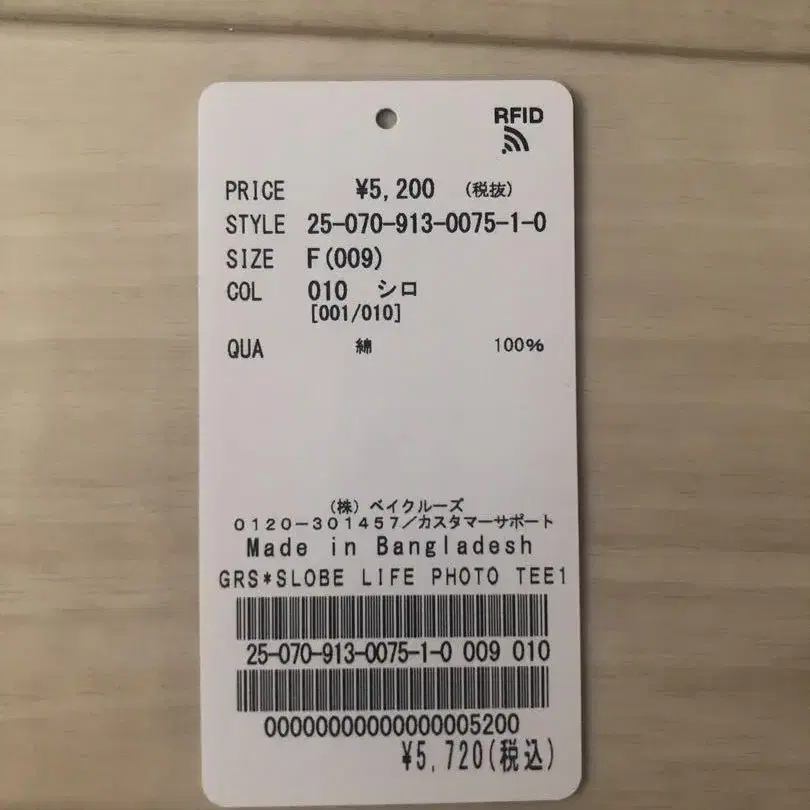 RFID
PRICE ¥5,200 (税抜)
STYLE 25-070-913-0075-1-0
SIZE F(009)
COL 010 シロ
[001/010]
QUA 綿 100%
(株) ベイクルーズ
0120-301457/カスタマーサポート
Made in Bangladesh
GRS*SLOBE LIFE PHOTO TEE1
25-070-913-0075-1-0 009 010
00000000000000005200
¥5,720(税込)